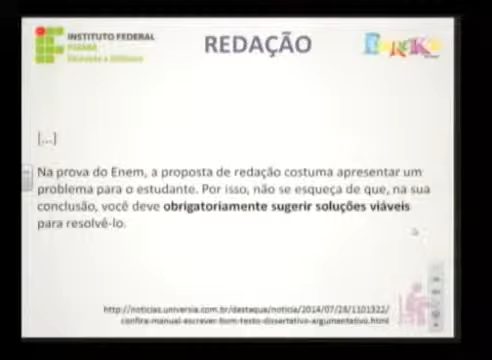 INSTITUTO FEDERAL
REDAÇÃO
[...]
Na prova do Enem, a proposta de redação costuma apresentar um
problema para o estudante. Por isso, não se esqueça de que, na sua
conclusão, você deve obrigatoriamente sugerir soluções viáveis
para resolvê-lo.
http://noticias.universia.com.br/destaque/noticia/2014/07/28/1101322/
confira-manual-escrever-bom-texto-dissertativo-argumentativo.html